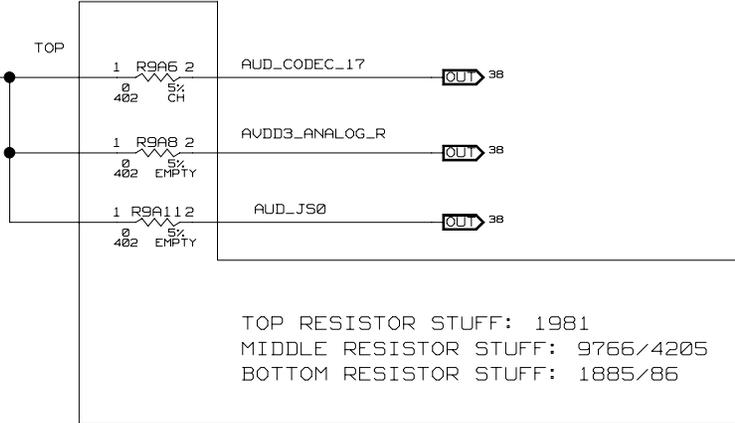 TOP
1 R9A6 2 AUD_CODEC_17
OUT 38
0 5%
402 CH
1 R9A8 2 AVDD3_ANALOG_R
OUT 38
0 5%
402 EMPTY
1 R9A11 2 AUD_JS0
OUT 38
0 5%
402 EMPTY
TOP RESISTOR STUFF: 1981
MIDDLE RESISTOR STUFF: 9766/4205
BOTTOM RESISTOR STUFF: 1885/86